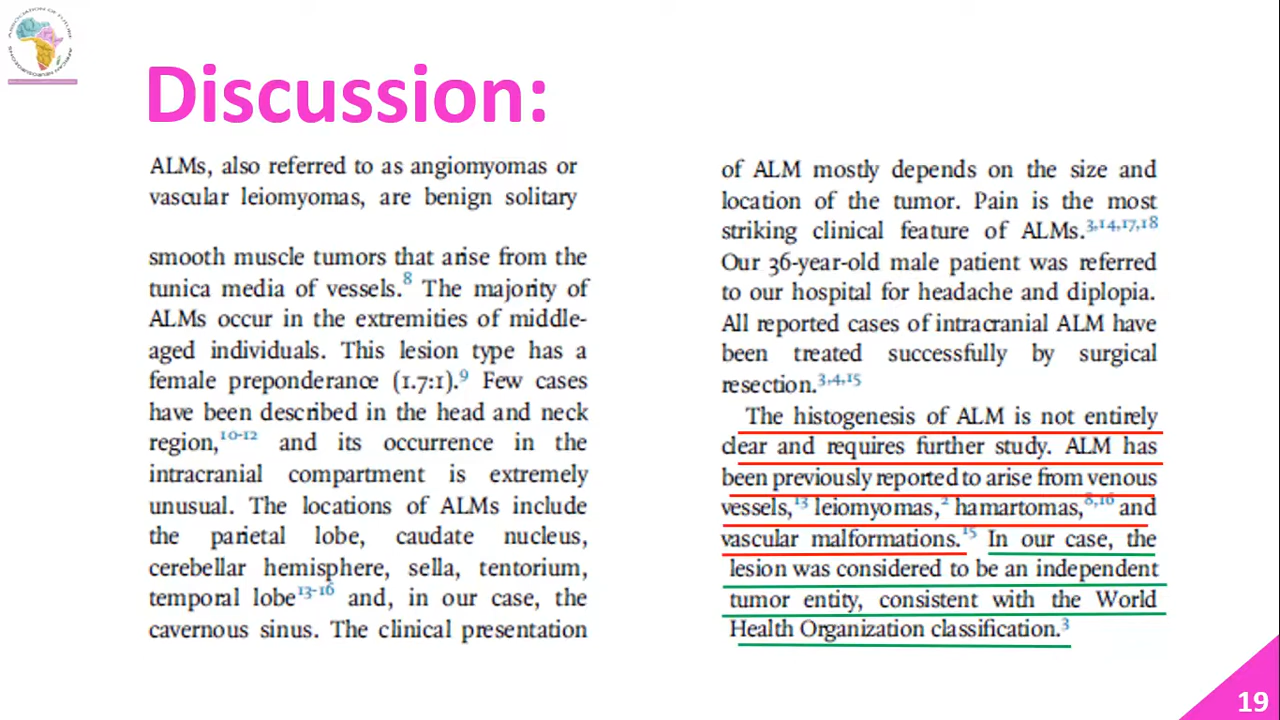 ASSOCIATION OF FUTURE
AFRICAN NEUROSURGEONS
Discussion:
ALMs, also referred to as angiomyomas or
vascular leiomyomas, are benign solitary
smooth muscle tumors that arise from the
tunica media of vessels.8 The majority of
ALMs occur in the extremities of middle-
aged individuals. This lesion type has a
female preponderance (1.7:1).9 Few cases
have been described in the head and neck
region,10-12 and its occurrence in the
intracranial compartment is extremely
unusual. The locations of ALMs include
the parietal lobe, caudate nucleus,
cerebellar hemisphere, sella, tentorium,
temporal lobe13-16 and, in our case, the
cavernous sinus. The clinical presentation
of ALM mostly depends on the size and
location of the tumor. Pain is the most
striking clinical feature of ALMs.3,14,17,18
Our 36-year-old male patient was referred
to our hospital for headache and diplopia.
All reported cases of intracranial ALM have
been treated successfully by surgical
resection.3,4,15
The histogenesis of ALM is not entirely
clear and requires further study. ALM has
been previously reported to arise from venous
vessels,13 leiomyomas,2 hamartomas,8,16 and
vascular malformations.15 In our case, the
lesion was considered to be an independent
tumor entity, consistent with the World
Health Organization classification.3
19